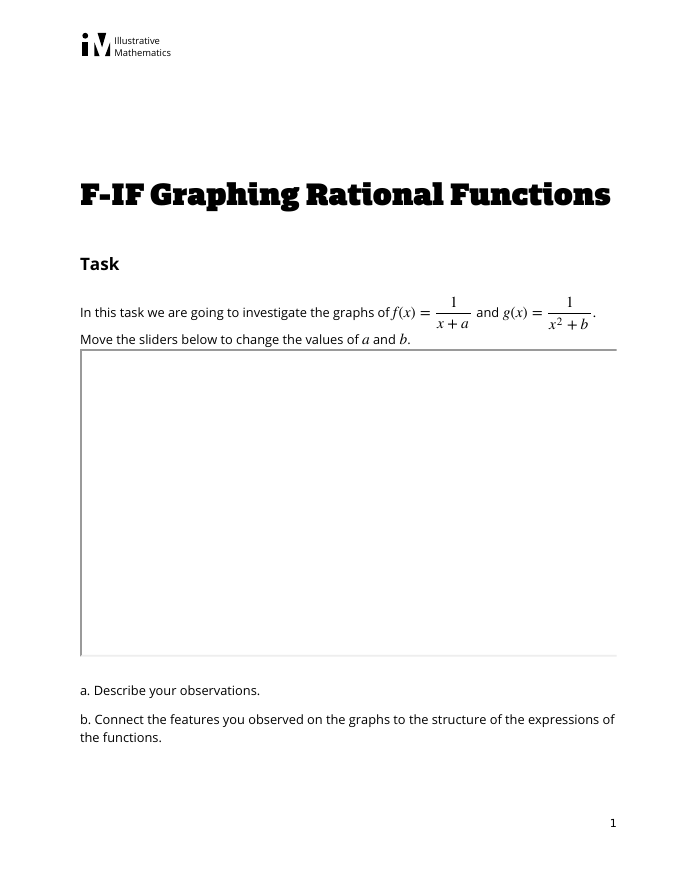 Illustrative
Mathematics
F-IF Graphing Rational Functions
Task
In this task we are going to investigate the graphs of f(x) = 1/(x + a) and g(x) = 1/(x² + b).
Move the sliders below to change the values of a and b.
a. Describe your observations.
b. Connect the features you observed on the graphs to the structure of the expressions of
the functions.
1